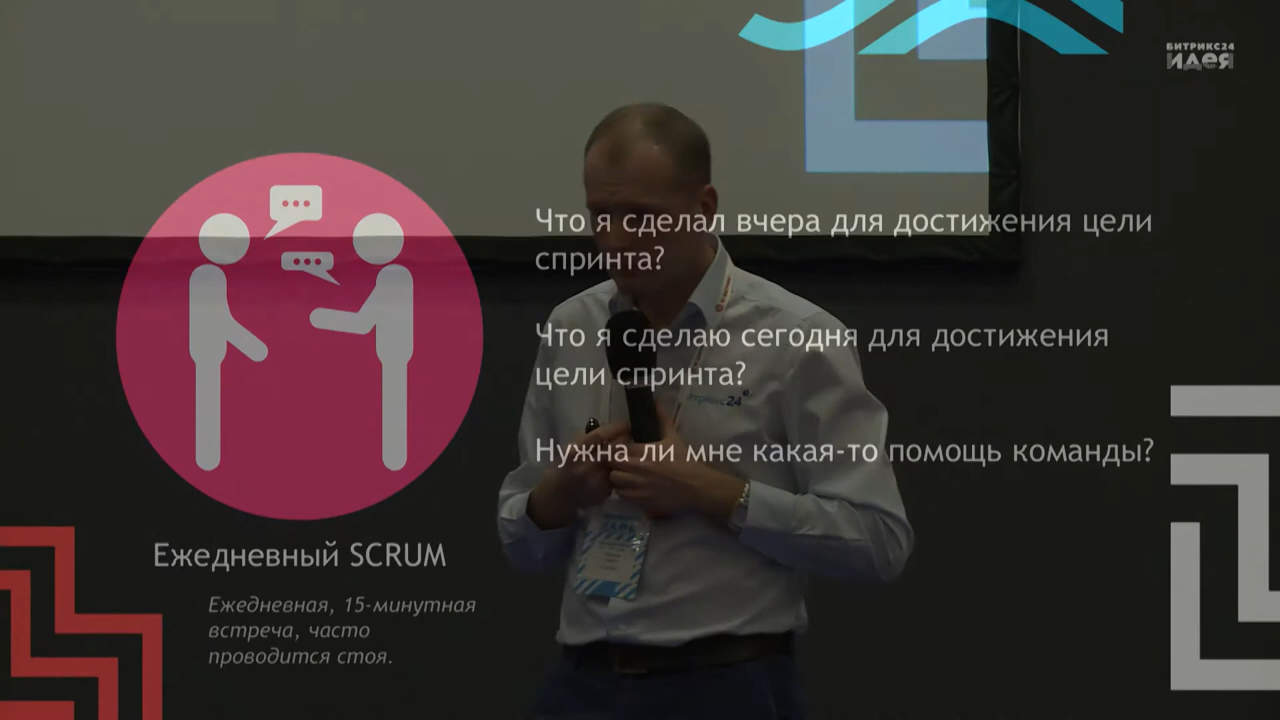 БИТРИКС24
идея
Что я сделал вчера для достижения цели
спринта?
Что я сделаю сегодня для достижения
цели спринта?
Нужна ли мне какая-то помощь команды?
Ежедневный SCRUM
Ежедневная, 15-минутная
встреча, часто
проводится стоя.